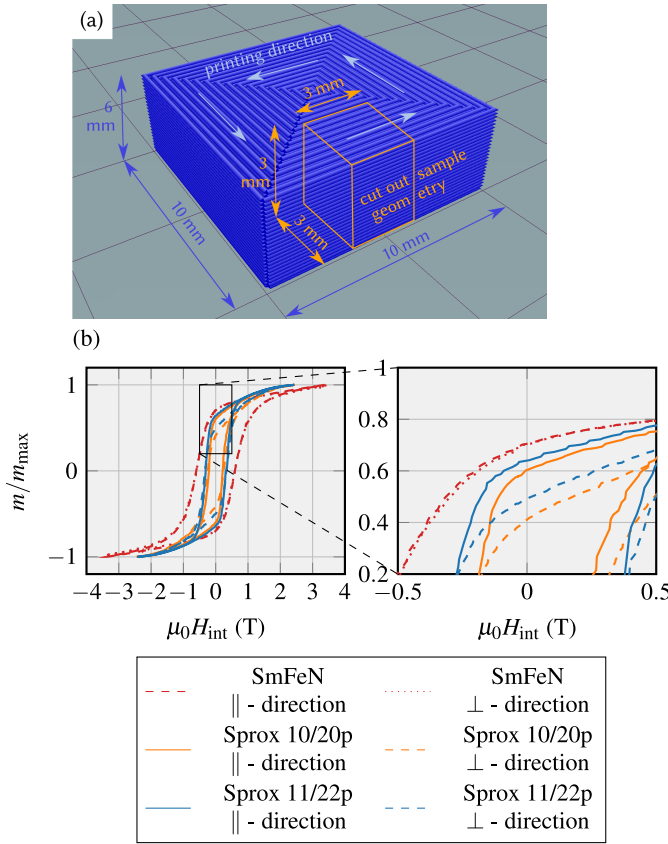 (a)
printing direction
3 mm
6
mm
3
mm
cut out sample
geom etry
3 mm
10 mm
10 mm
(b)
1
0
−1
m/m_max
−4 −3 −2 −1 0 1 2 3 4
μ₀H_int (T)
1
0.8
0.6
0.4
0.2
−0.5 0 0.5
μ₀H_int (T)
SmFeN
∥ - direction
SmFeN
⊥ - direction
Sprox 10/20p
∥ - direction
Sprox 10/20p
⊥ - direction
Sprox 11/22p
∥ - direction
Sprox 11/22p
⊥ - direction